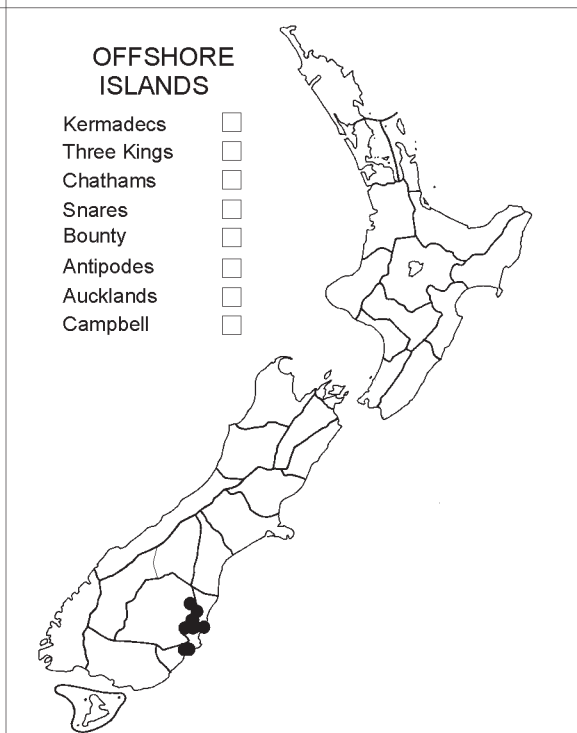 OFFSHORE
ISLANDS
Kermadecs
Three Kings
Chathams
Snares
Bounty
Antipodes
Aucklands
Campbell